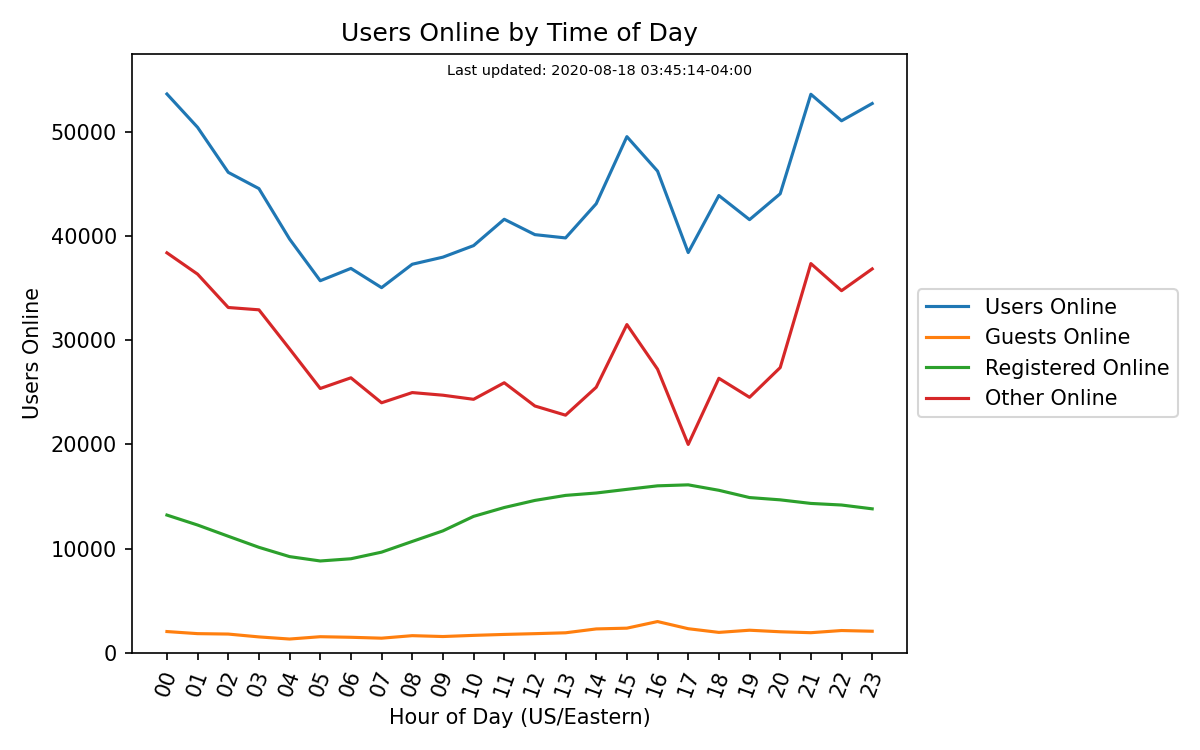 Users Online by Time of Day
Last updated: 2020-08-18 03:45:14-04:00
Users Online
50000
40000
30000
20000
10000
0
00 01 02 03 04 05 06 07 08 09 10 11 12 13 14 15 16 17 18 19 20 21 22 23
Hour of Day (US/Eastern)
Users Online
Guests Online
Registered Online
Other Online